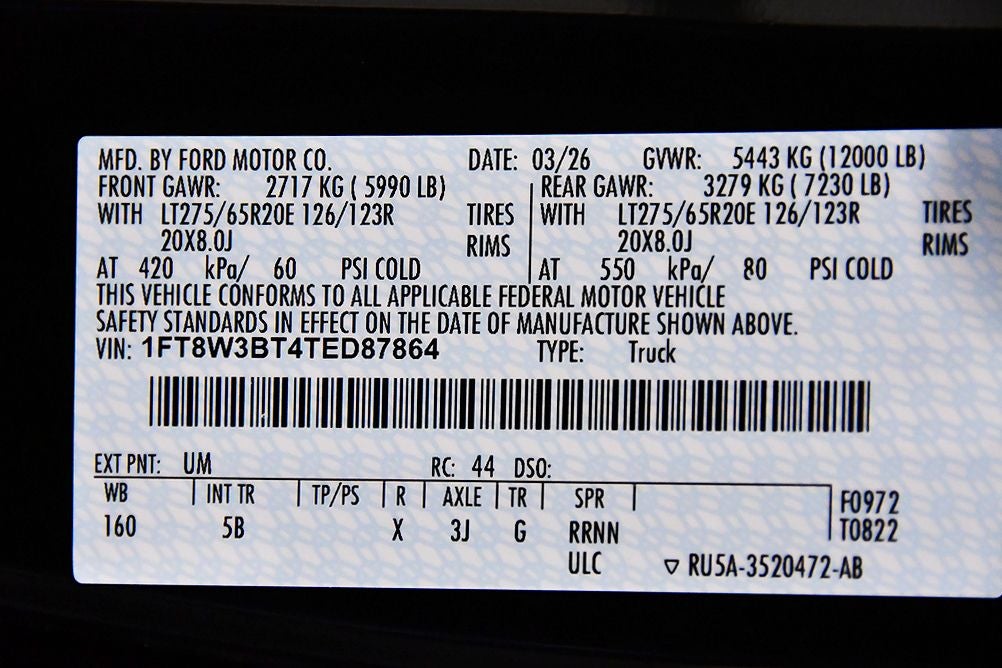 MFD. BY FORD MOTOR CO. DATE: 03/26 GVWR: 5443 KG (12000 LB)
FRONT GAWR: 2717 KG ( 5990 LB) REAR GAWR: 3279 KG ( 7230 LB)
WITH LT275/65R20E 126/123R TIRES WITH LT275/65R20E 126/123R TIRES
20X8.0J RIMS 20X8.0J RIMS
AT 420 kPa/ 60 PSI COLD AT 550 kPa/ 80 PSI COLD
THIS VEHICLE CONFORMS TO ALL APPLICABLE FEDERAL MOTOR VEHICLE
SAFETY STANDARDS IN EFFECT ON THE DATE OF MANUFACTURE SHOWN ABOVE.
VIN: 1FT8W3BT4TED87864 TYPE: Truck
EXT PNT: UM RC: 44 DSO:
WB INT TR TP/PS R AXLE TR SPR F0972
160 5B X 3J G RRNN T0822
ULC ▽ RU5A-3520472-AB